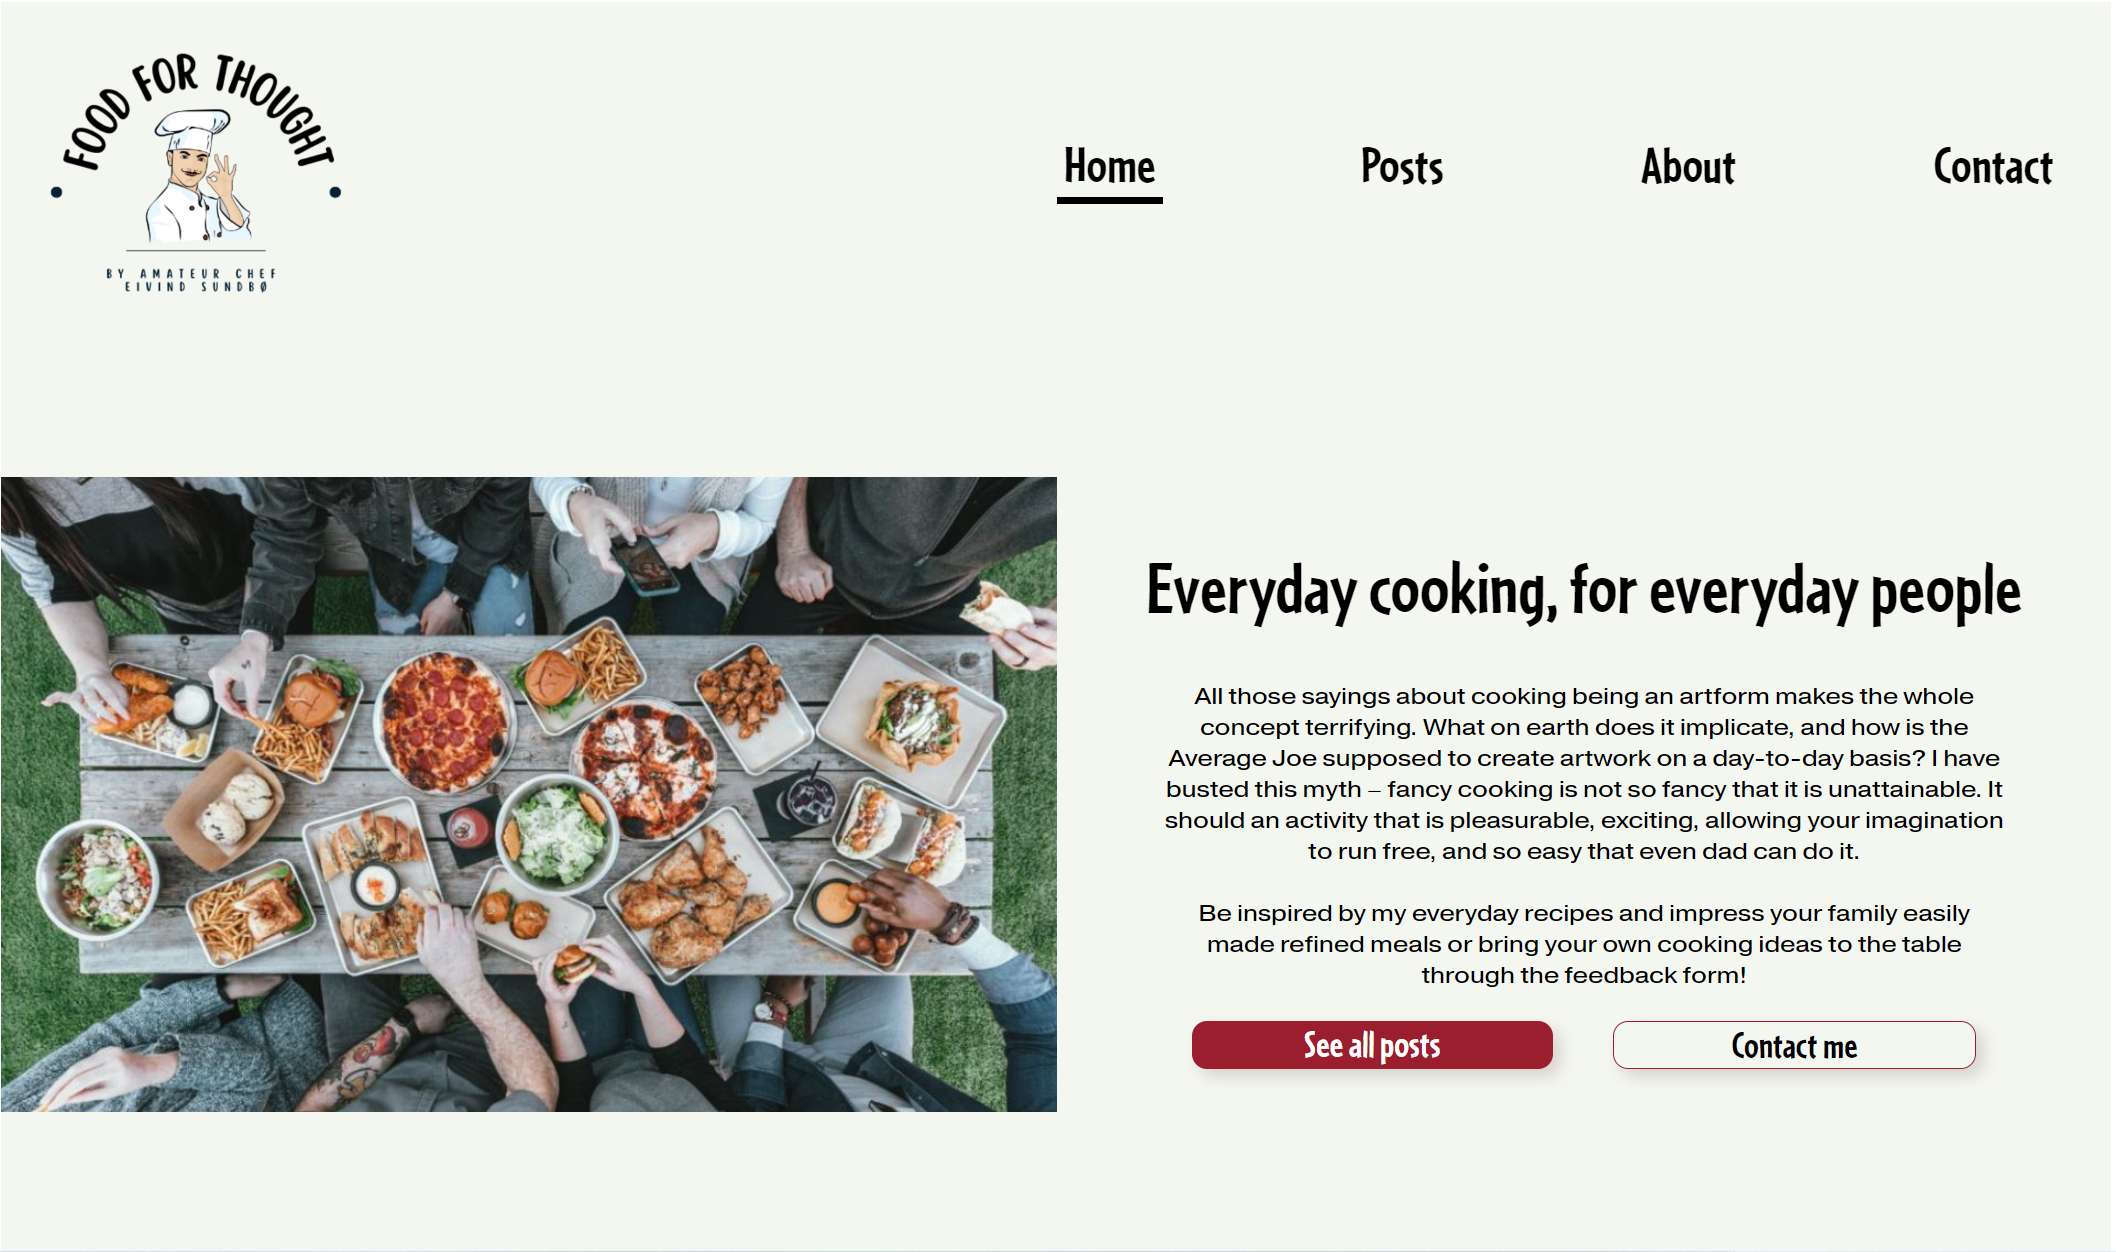 FOOD FOR THOUGHT
BY AMATEUR CHEF
EIVIND SUNDBØ
Home
Posts
About
Contact
Everyday cooking, for everyday people
All those sayings about cooking being an artform makes the whole
concept terrifying. What on earth does it implicate, and how is the
Average Joe supposed to create artwork on a day-to-day basis? I have
busted this myth – fancy cooking is not so fancy that it is unattainable. It
should an activity that is pleasurable, exciting, allowing your imagination
to run free, and so easy that even dad can do it.
Be inspired by my everyday recipes and impress your family easily
made refined meals or bring your own cooking ideas to the table
through the feedback form!
See all posts
Contact me